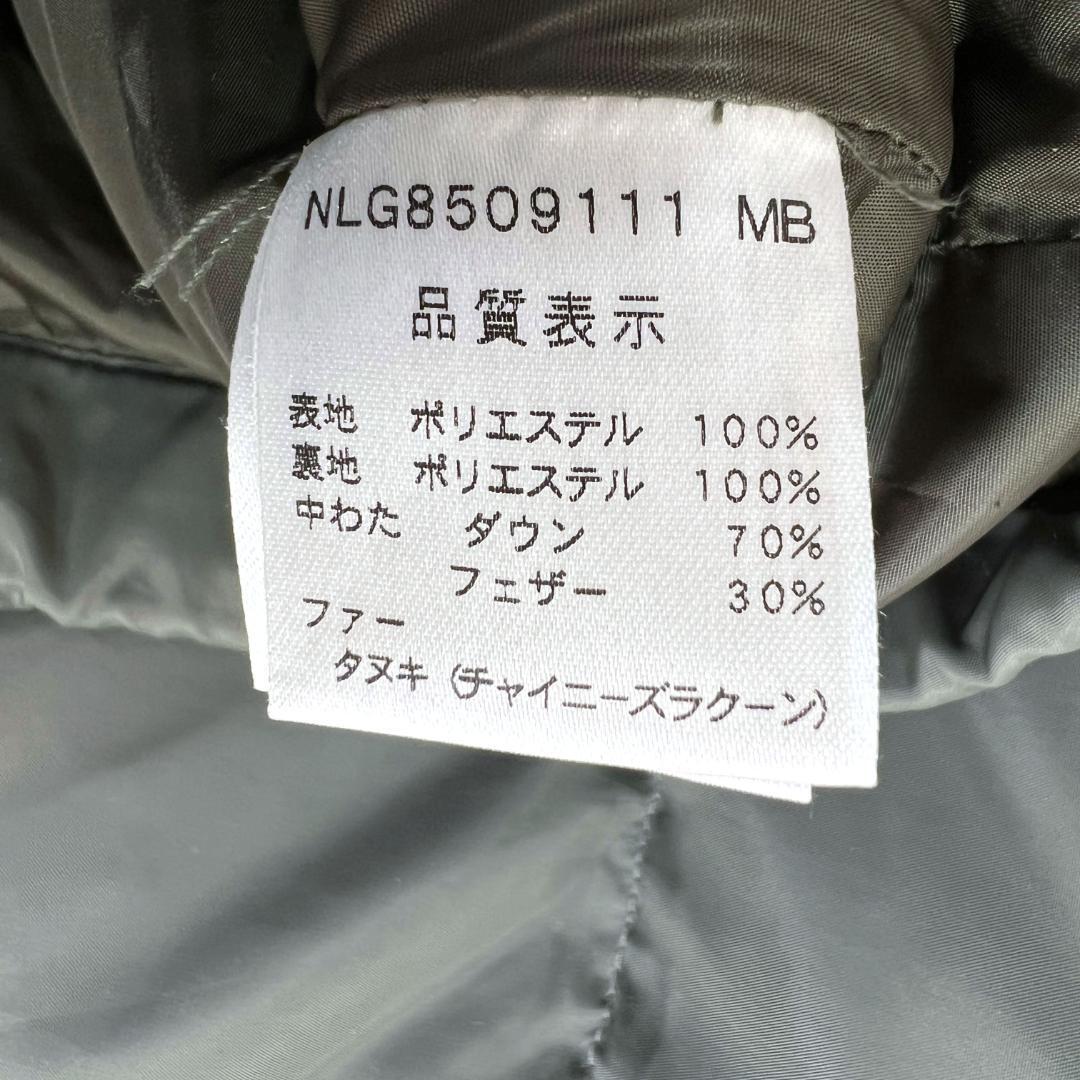 NLG8509111 MB
品質表示
表地 ポリエステル 100%
裏地 ポリエステル 100%
中わた ダウン 70%
フェザー 30%
ファー
タヌキ(チャイニーズラクーン)